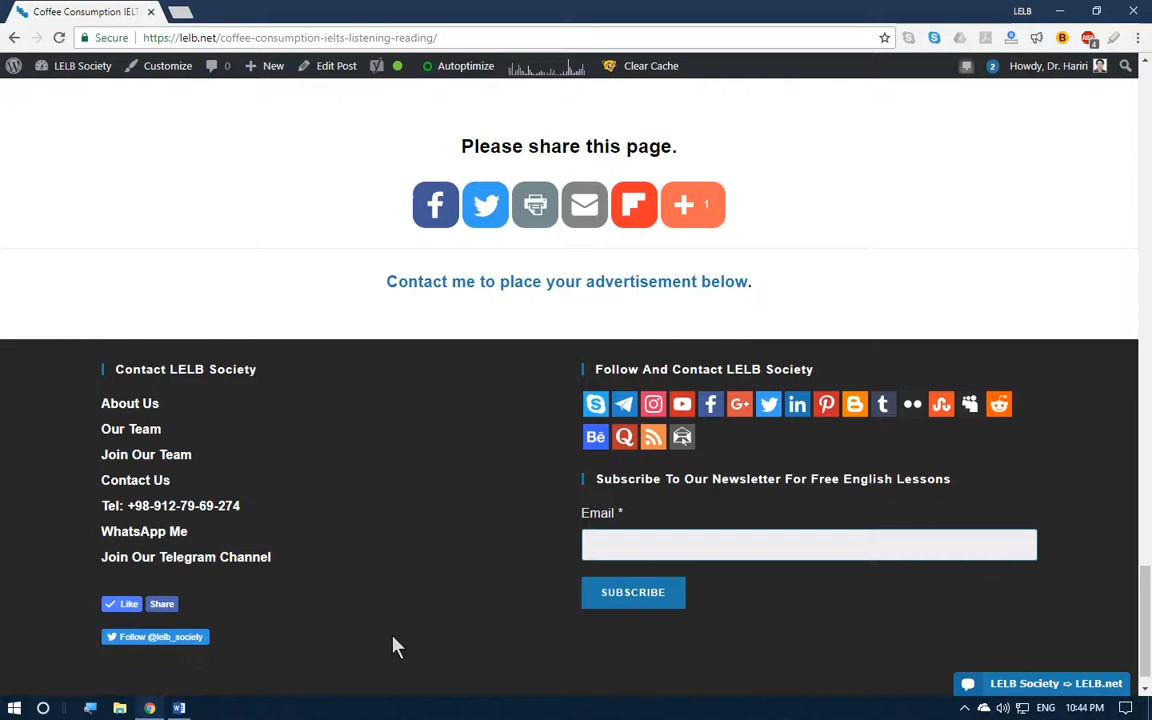 Coffee Consumption IELT
LELB
Secure
https://lelb.net/coffee-consumption-ielts-listening-reading/
LELB Society
Customize
0
New
Edit Post
Autoptimize
Clear Cache
2
Howdy, Dr. Hariri
Please share this page.
1
Contact me to place your advertisement below.
Contact LELB Society
About Us
Our Team
Join Our Team
Contact Us
Tel: +98-912-79-69-274
WhatsApp Me
Join Our Telegram Channel
Like
Share
Follow @lelb_society
Follow And Contact LELB Society
Subscribe To Our Newsletter For Free English Lessons
Email *
SUBSCRIBE
LELB Society ➪ LELB.net
ENG
10:44 PM